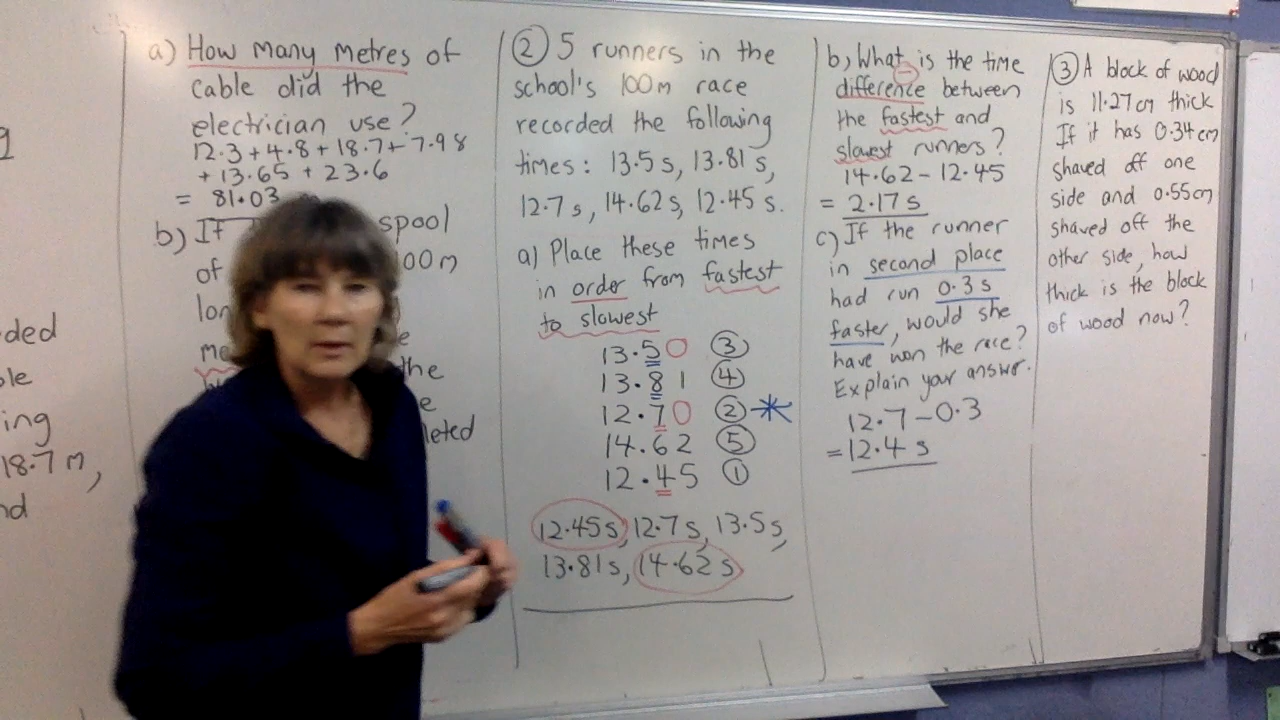 g
ded
ble
ing
18.7 m,
nd
a) How many metres of
cable did the
electrician use?
12.3 + 4.8 + 18.7 + 7.98
+ 13.65 + 23.6
= 81.03
b) If spool
of 100m
lon
me e
the
e
leted
② 5 runners in the
school's 100m race
recorded the following
times: 13.5 s, 13.81 s,
12.7 s, 14.62 s, 12.45 s.
a) Place these times
in order from fastest
to slowest
13.50 ③
13.81 ④
12.70 ② *
14.62 ⑤
12.45 ①
12.45 s, 12.7 s, 13.5 s,
13.81 s, 14.62 s
b) What is the time
difference between
the fastest and
slowest runners?
14.62 - 12.45
= 2.17 s
c) If the runner
in second place
had run 0.3 s
faster, would she
have won the race?
Explain your answer.
12.7 - 0.3
= 12.4 s
③ A block of wood
is 11.27 cm thick
If it has 0.34 cm
shaved off one
side and 0.55cm
shaved off the
other side, how
thick is the block
of wood now?